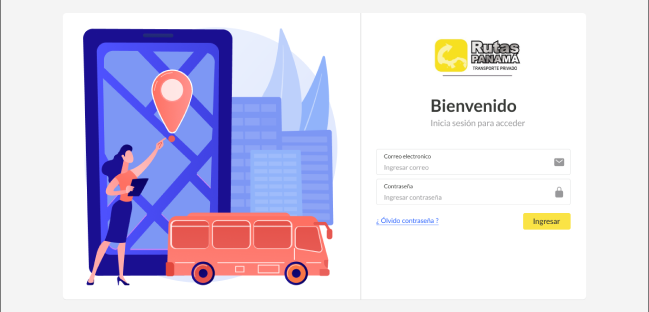 Rutas
PANAMÁ
TRANSPORTE PRIVADO
Bienvenido
Inicia sesión para acceder
Correo electronico
Ingresar correo
Contraseña
Ingresar contraseña
¿ Olvido contraseña ?
Ingresar